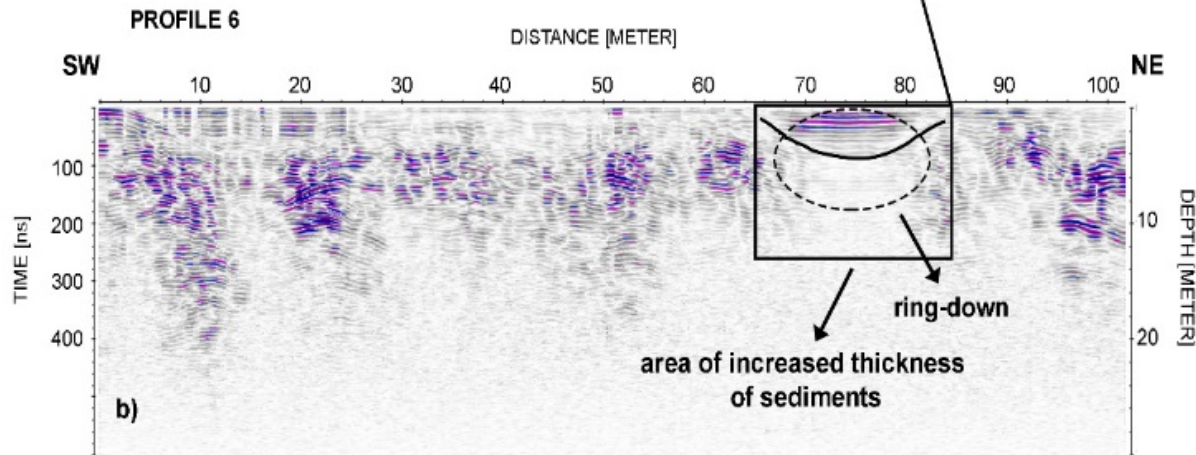 PROFILE 6
DISTANCE [METER]
SW
NE
10 20 30 40 50 60 70 80 90 100
TIME [ns]
100
200
300
400
DEPTH [METER]
10
20
ring-down
area of increased thickness
of sediments
b)